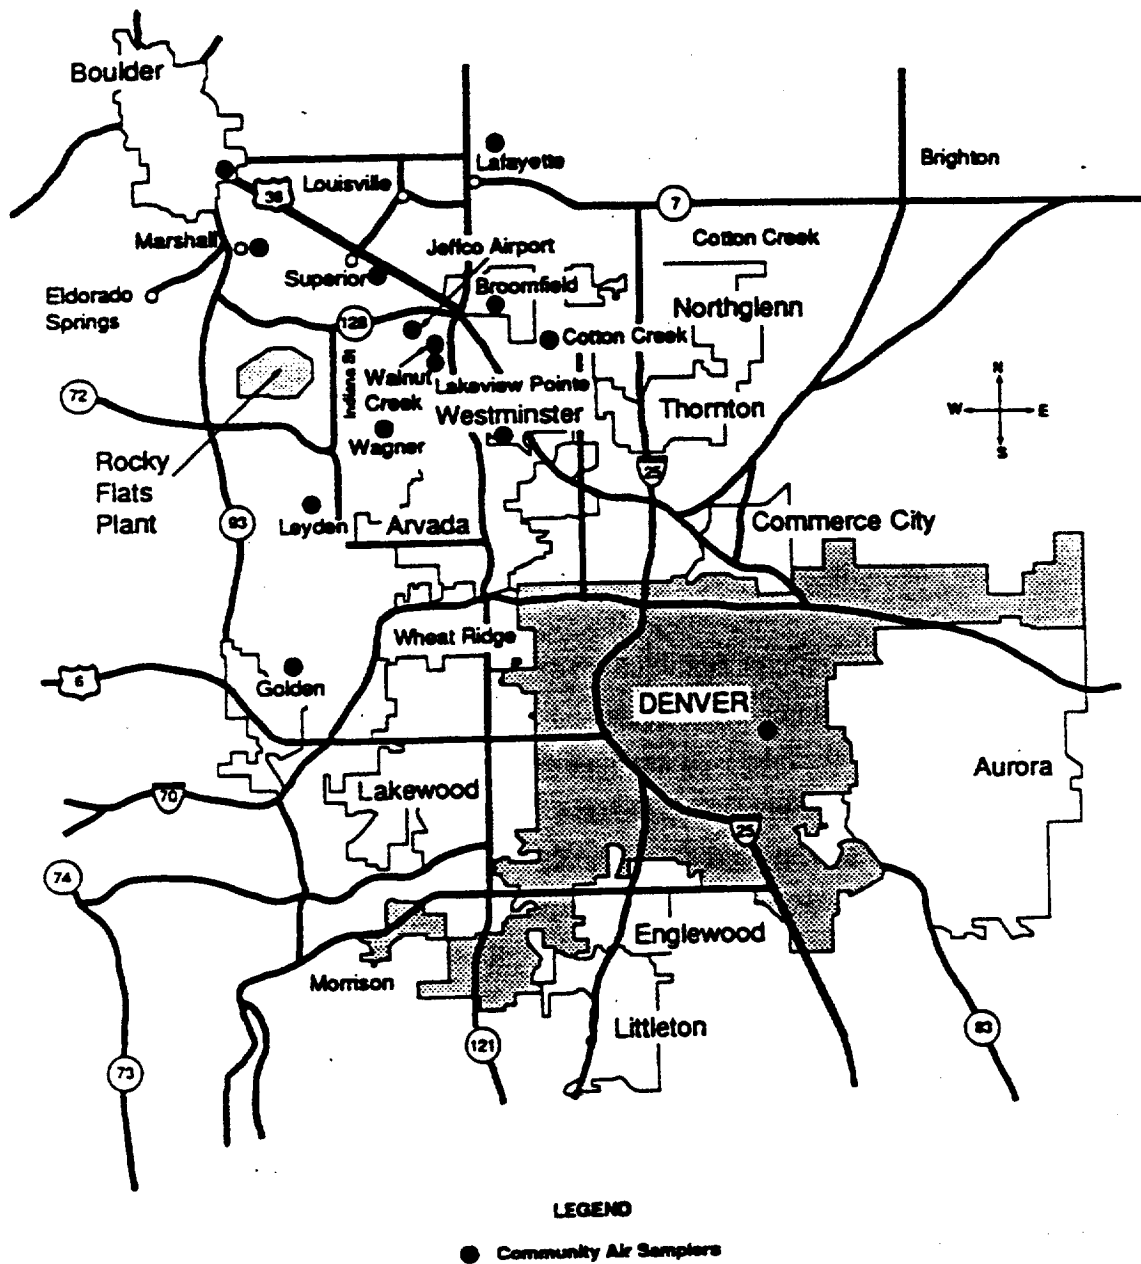 Boulder
Lafayette
Brighton
Louisville
36
7
Marshall
Jeffco Airport
Cotton Creek
Superior
Broomfield
Eldorado
Springs
Northglenn
128
Cotton Creek
Indiana St
Walnut
Creek
Lakeview Pointe
N
72
W
E
Westminster
Thornton
Wagner
S
Rocky
Flats
Plant
25
Leyden
93
Arvada
Commerce City
Wheat Ridge
6
Golden
DENVER
Aurora
70
Lakewood
25
74
Englewood
Morrison
Littleton
83
121
73
LEGEND
Community Air Samplers